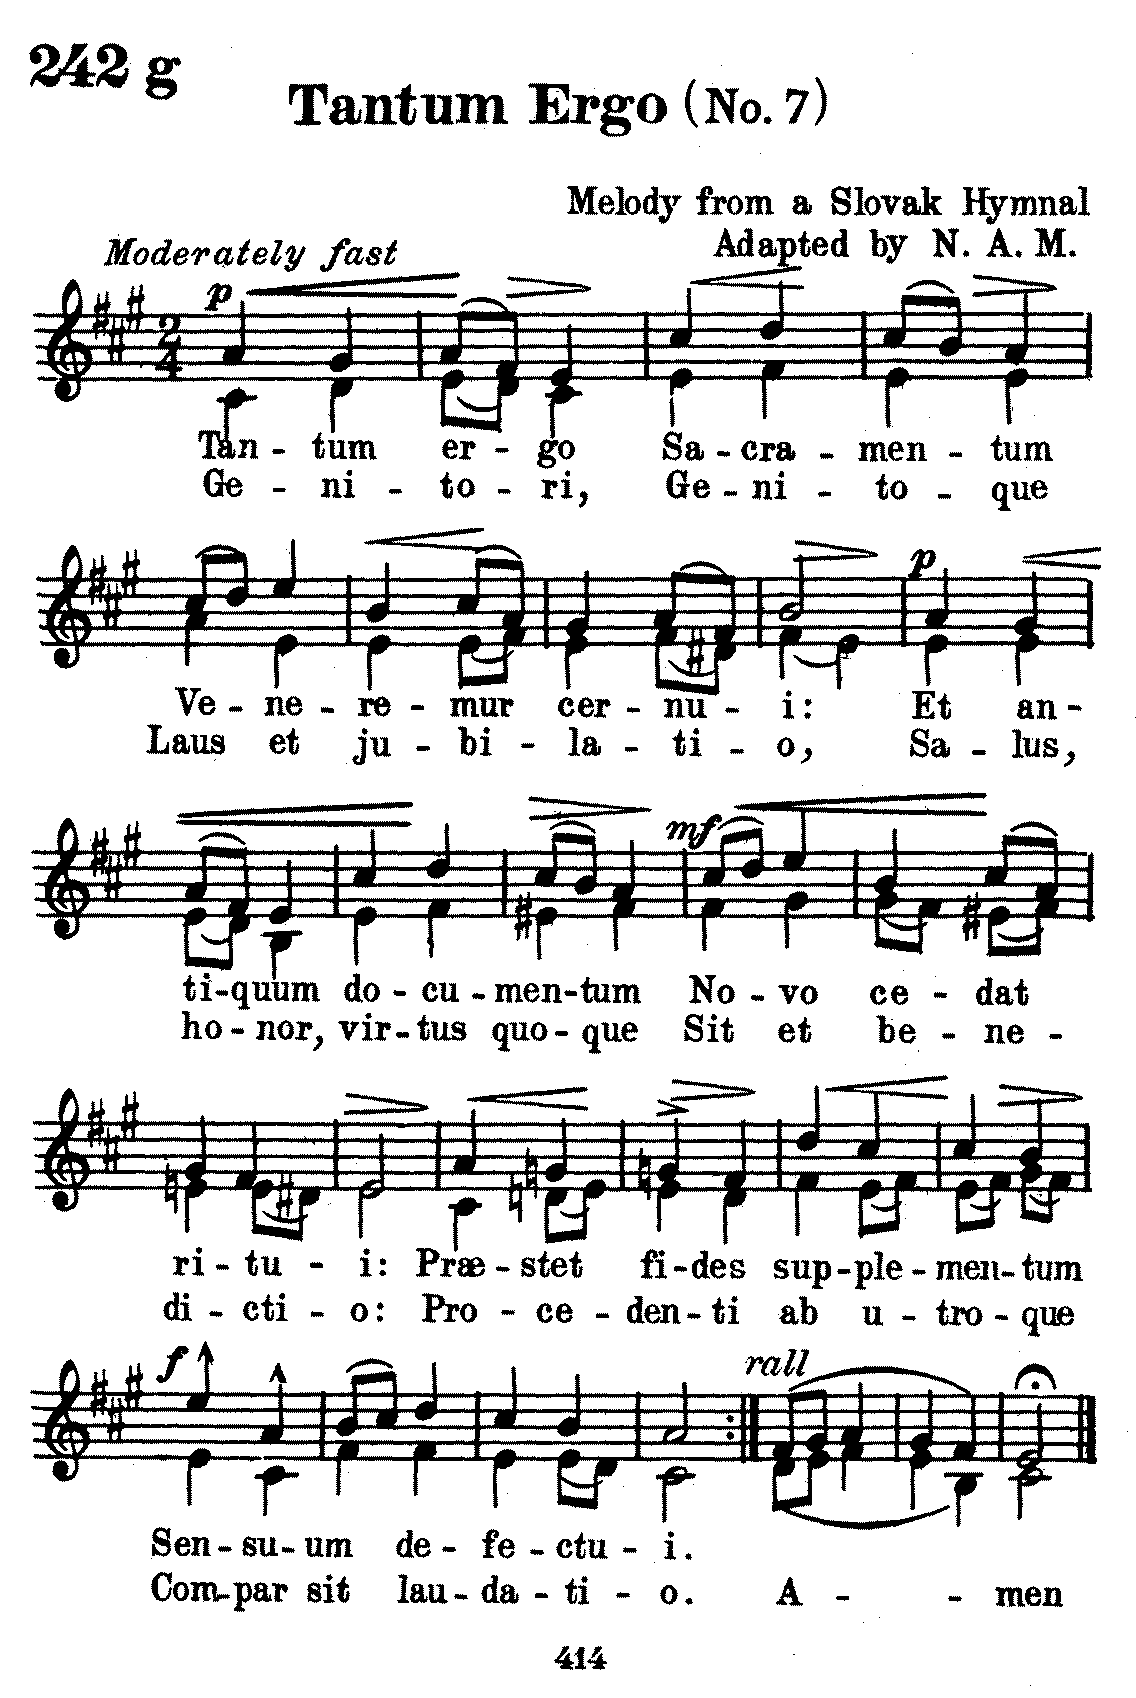 242 g
Tantum Ergo (No. 7)
Melody from a Slovak Hymnal
Moderately fast
Adapted by N. A. M.
p
2
4
Tan - tum er - go Sa - cra - men - tum
Ge - ni - to - ri, Ge - ni - to - que
p
Ve - ne - re - mur cer - nu - i: Et an -
Laus et ju - bi - la - ti - o, Sa - lus,
mf
ti-quum do - cu - men-tum No - vo ce - dat
ho - nor, vir - tus quo - que Sit et be - ne -
ri - tu - i: Præ - stet fi - des sup-ple - men-tum
di - cti - o: Pro - ce - den - ti ab u - tro - que
f rall
Sen - su - um de - fe - ctu - i.
Com-par sit lau - da - ti - o. A - - men
414